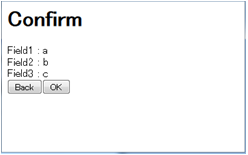 Confirm
Field1 : a
Field2 : b
Field3 : c
Back OK